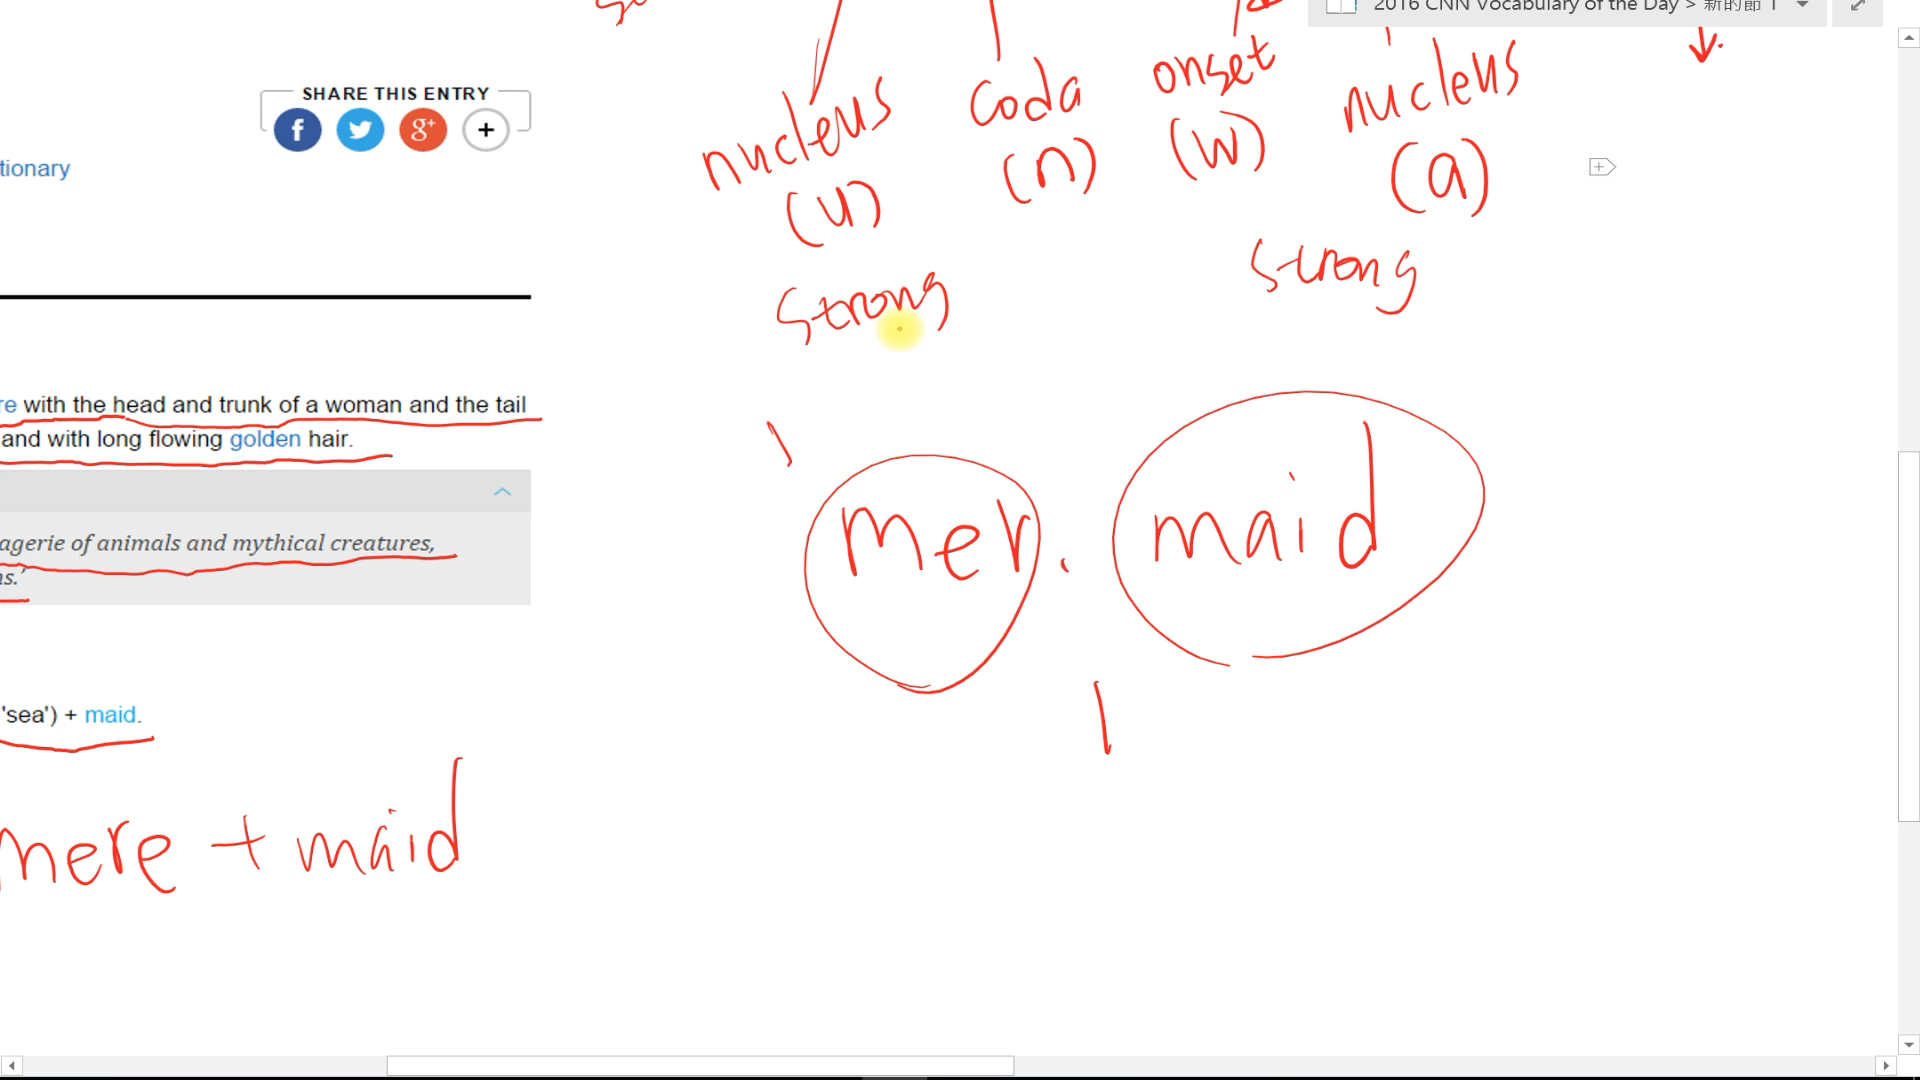 2016 CNN Vocabulary of the Day > 新的節 1
SHARE THIS ENTRY
tionary
nucleus
(u)
strong
coda
(n)
onset
(w)
nucleus
(a)
strong
re with the head and trunk of a woman and the tail
and with long flowing golden hair.
agerie of animals and mythical creatures,
ns.'
'sea') + maid.
mere + maid
mer. maid